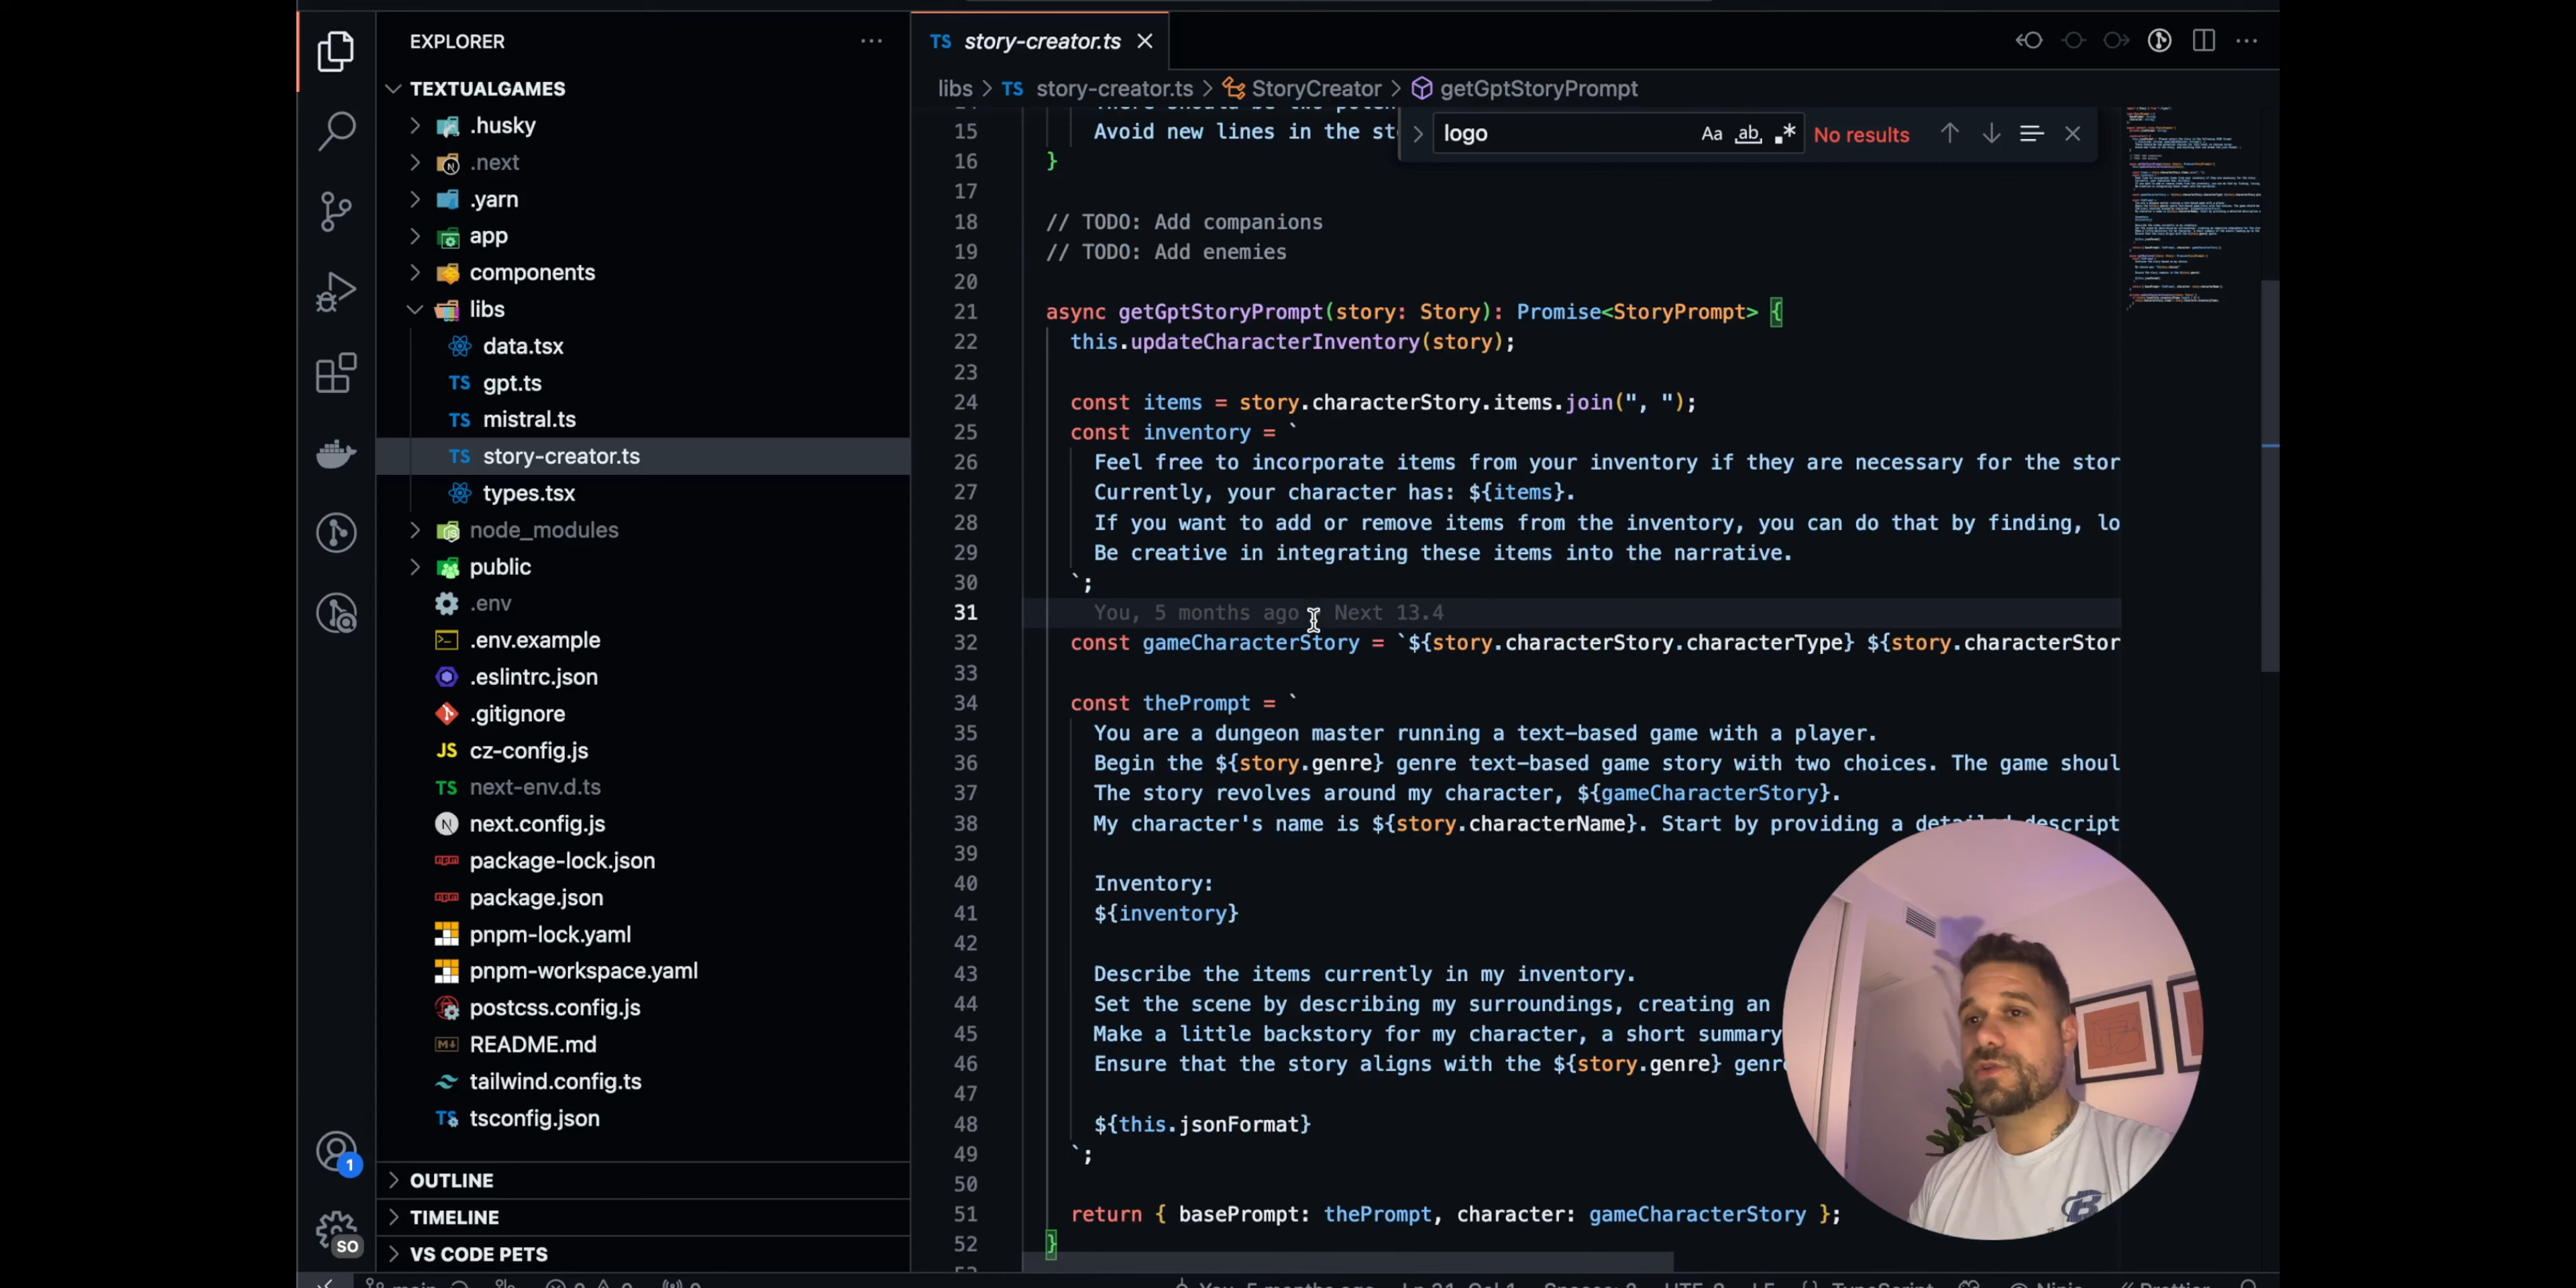 EXPLORER
TEXTUALGAMES
.husky
.next
.yarn
app
components
libs
data.tsx
gpt.ts
mistral.ts
story-creator.ts
types.tsx
node_modules
public
.env
.env.example
.eslintrc.json
.gitignore
cz-config.js
next-env.d.ts
next.config.js
package-lock.json
package.json
pnpm-lock.yaml
pnpm-workspace.yaml
postcss.config.js
README.md
tailwind.config.ts
tsconfig.json
OUTLINE
TIMELINE
VS CODE PETS
1
SO
TS story-creator.ts
libs > TS story-creator.ts > StoryCreator > getGptStoryPrompt
logo Aa ab No results
15 Avoid new lines in the st
16 }
17
18 // TODO: Add companions
19 // TODO: Add enemies
20
21 async getGptStoryPrompt(story: Story): Promise<StoryPrompt> {
22 this.updateCharacterInventory(story);
23
24 const items = story.characterStory.items.join(", ");
25 const inventory = `
26 Feel free to incorporate items from your inventory if they are necessary for the stor
27 Currently, your character has: ${items}.
28 If you want to add or remove items from the inventory, you can do that by finding, lo
29 Be creative in integrating these items into the narrative.
30 `;
31 You, 5 months ago Next 13.4
32 const gameCharacterStory = `${story.characterStory.characterType} ${story.characterStor
33
34 const thePrompt = `
35 You are a dungeon master running a text-based game with a player.
36 Begin the ${story.genre} genre text-based game story with two choices. The game shoul
37 The story revolves around my character, ${gameCharacterStory}.
38 My character's name is ${story.characterName}. Start by providing a detailed descript
39
40 Inventory:
41 ${inventory}
42
43 Describe the items currently in my inventory.
44 Set the scene by describing my surroundings, creating an
45 Make a little backstory for my character, a short summary
46 Ensure that the story aligns with the ${story.genre} genre
47
48 ${this.jsonFormat}
49 `;
50
51 return { basePrompt: thePrompt, character: gameCharacterStory };
52 }